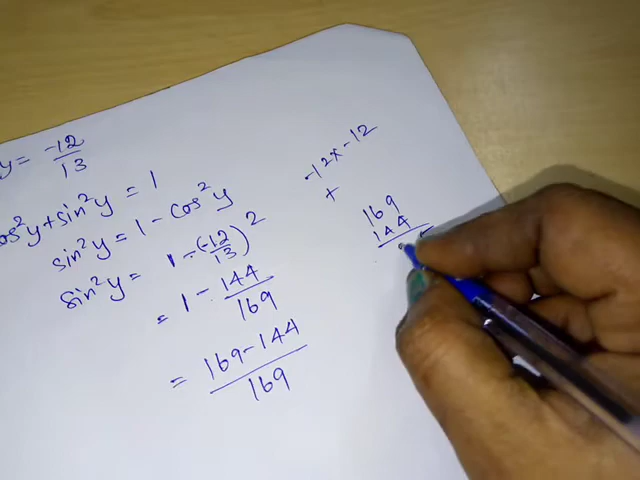 y = -12/13
cos²y + sin²y = 1
sin²y = 1 - cos²y
sin²y = 1 - (-12/13)²
= 1 - 144/169
= 169 - 144/169
-12 x -12
+
169
144